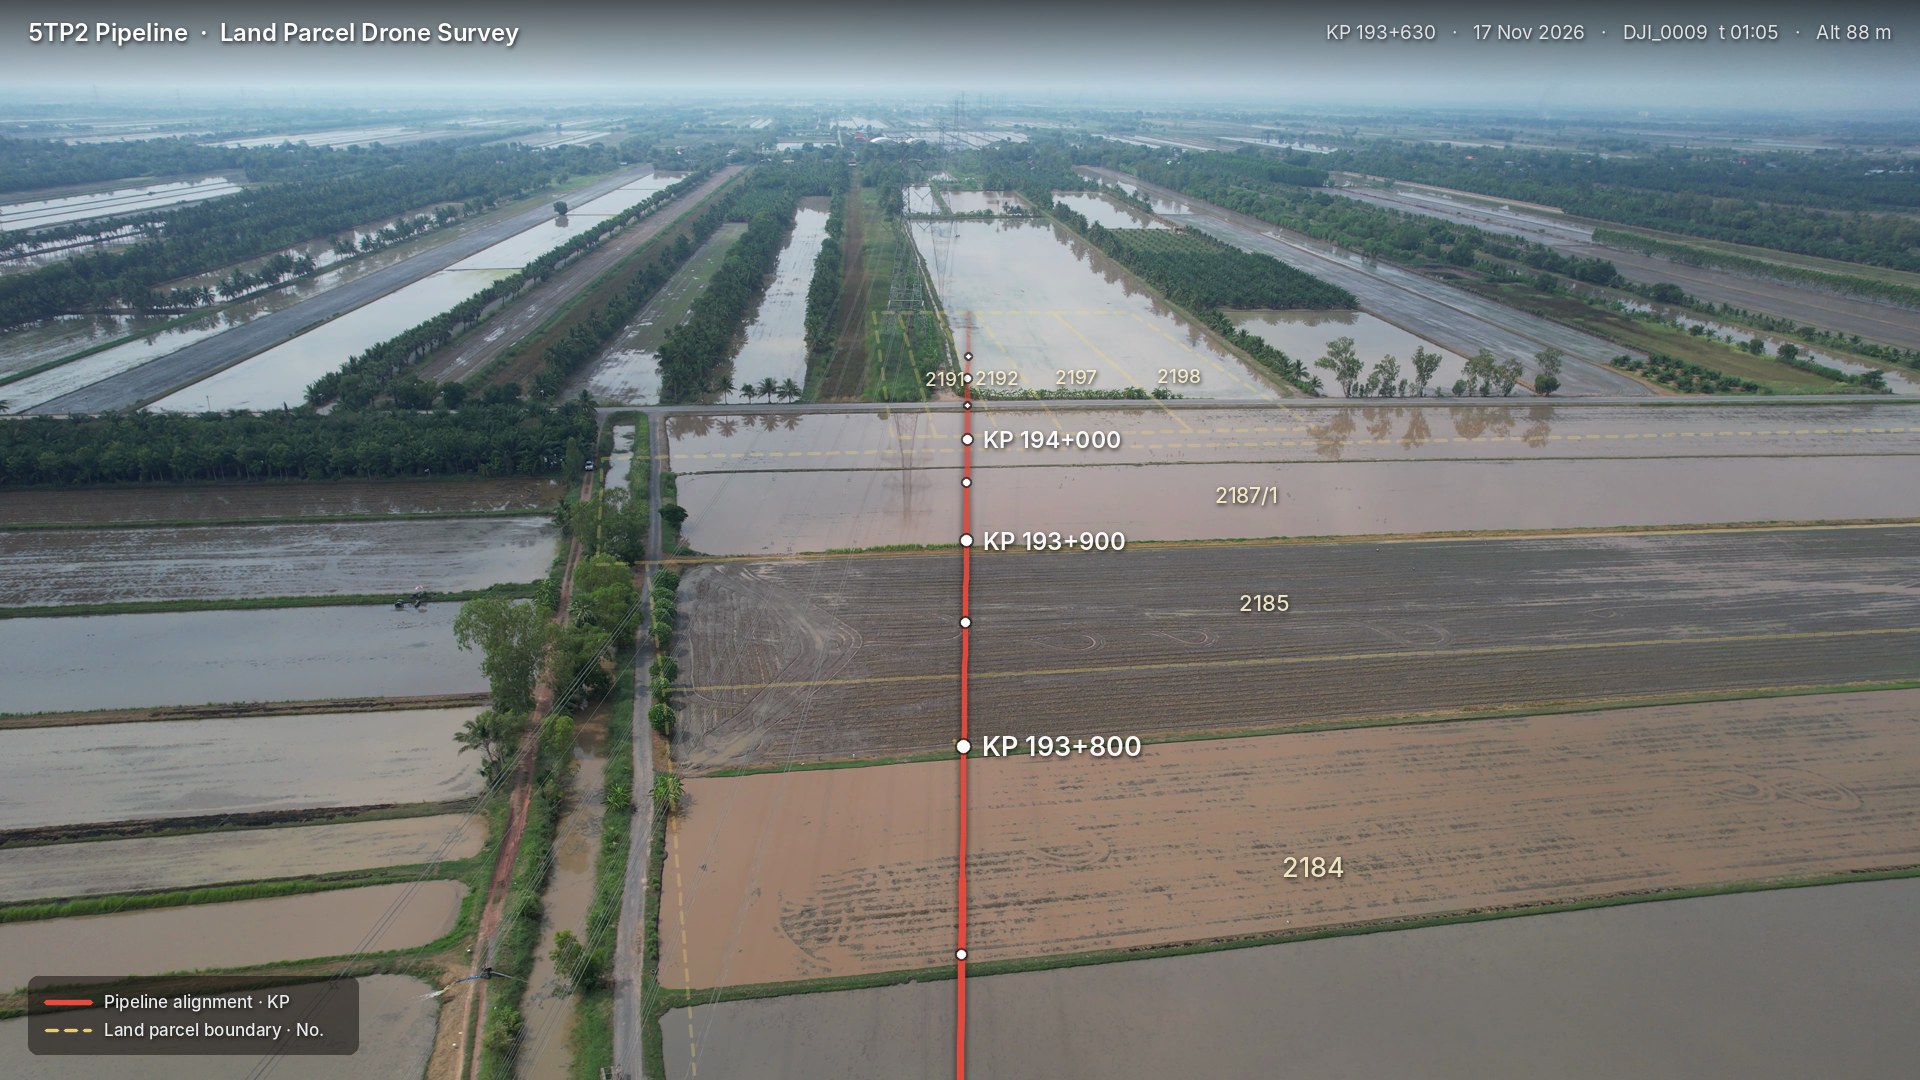 5TP2 Pipeline · Land Parcel Drone Survey
KP 193+630 · 17 Nov 2026 · DJI_0009 t 01:05 · Alt 88 m
2191 2192 2197 2198
KP 194+000
2187/1
KP 193+900
2185
KP 193+800
2184
Pipeline alignment · KP
Land parcel boundary · No.